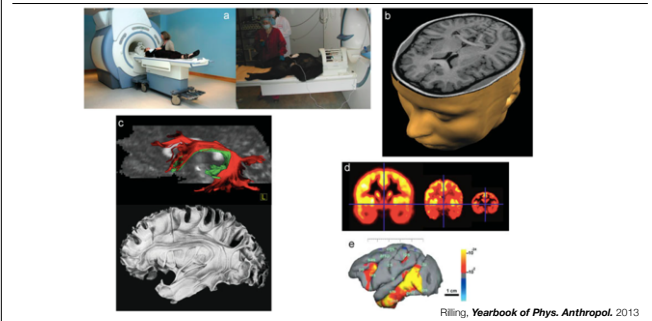 a
b
c
L
d
e
1 cm
Rilling, Yearbook of Phys. Anthropol. 2013